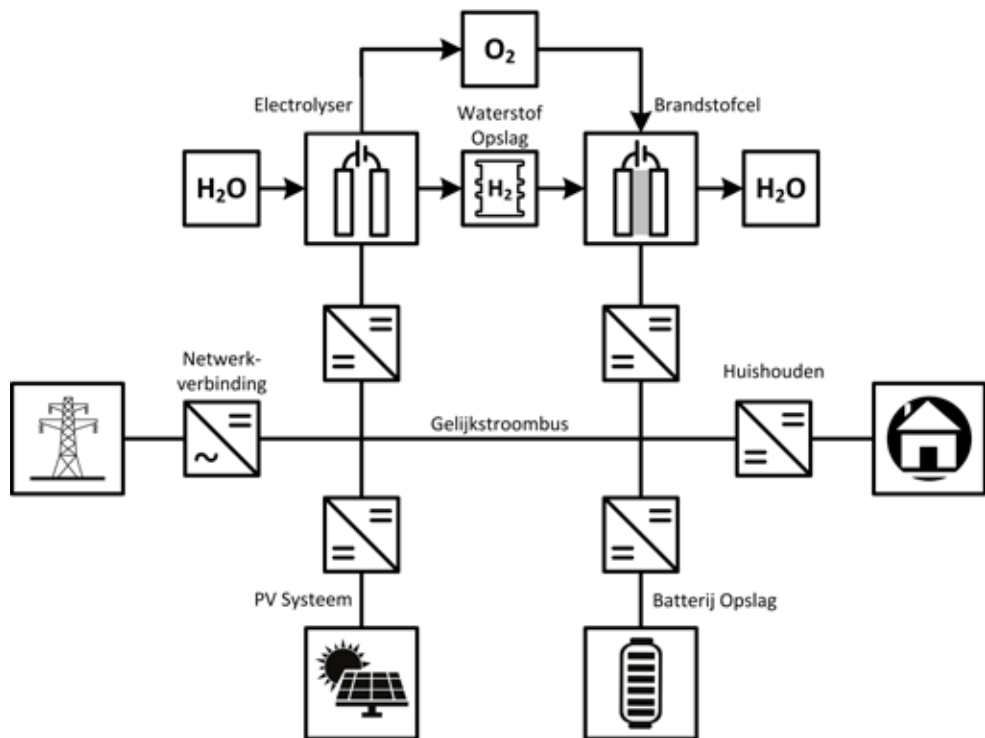 O₂
Electrolyser
Waterstof
Opslag
Brandstofcel
H₂O
H₂
H₂O
Netwerk-
verbinding
Huishouden
Gelijkstroombus
PV Systeem
Batterij Opslag